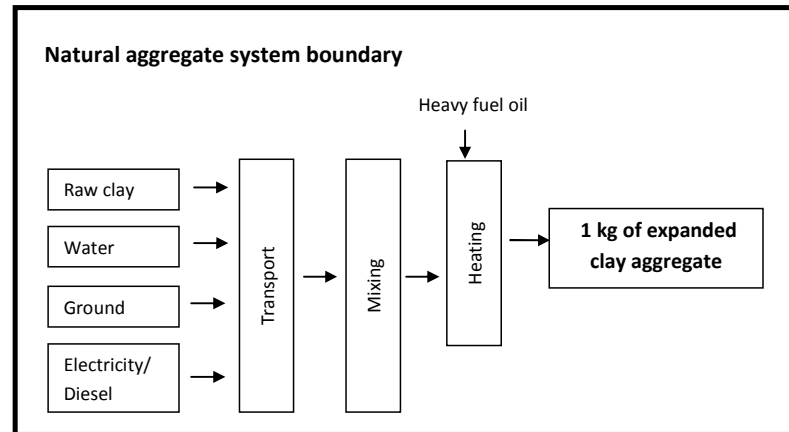 Natural aggregate system boundary
Heavy fuel oil
Raw clay
Water
Ground
Electricity/
Diesel
Transport
Mixing
Heating
1 kg of expanded
clay aggregate